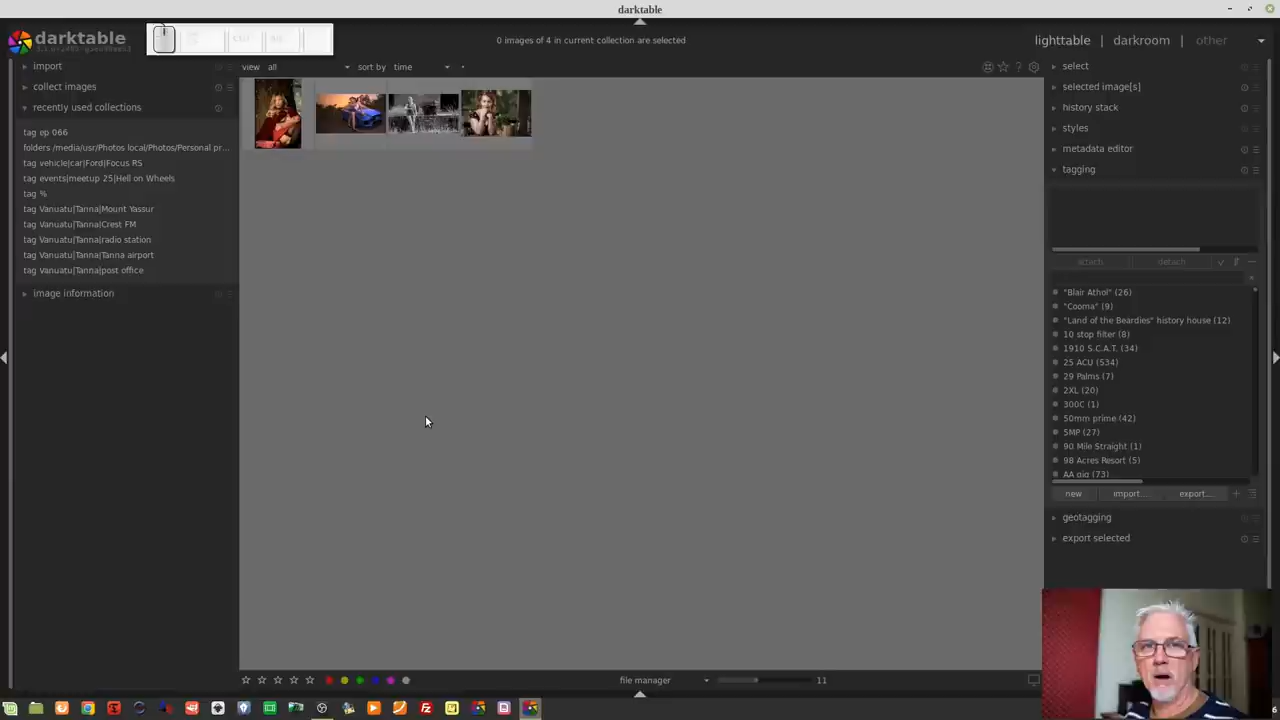 darktable
darktable
0 images of 4 in current collection are selected
lighttable | darkroom | other
import
view all sort by time
select
collect images
selected image[s]
recently used collections
history stack
tag ep 066
styles
folders /media/usr/Photos local/Photos/Personal pr...
metadata editor
tag vehicle|car|Ford|Focus RS
tagging
tag events|meetup 25|Hell on Wheels
tag %
tag Vanuatu|Tanna|Mount Yassur
tag Vanuatu|Tanna|Crest FM
tag Vanuatu|Tanna|radio station
tag Vanuatu|Tanna|Tanna airport
tag Vanuatu|Tanna|post office
attach detach
image information
"Blair Athol" (26)
"Cooma" (9)
"Land of the Beardies" history house (12)
10 stop filter (8)
1910 S.C.A.T. (34)
25 ACU (534)
29 Palms (7)
2XL (20)
300C (1)
50mm prime (42)
5MP (27)
90 Mile Straight (1)
98 Acres Resort (5)
AA gig (73)
new import... export...
geotagging
export selected
file manager 11